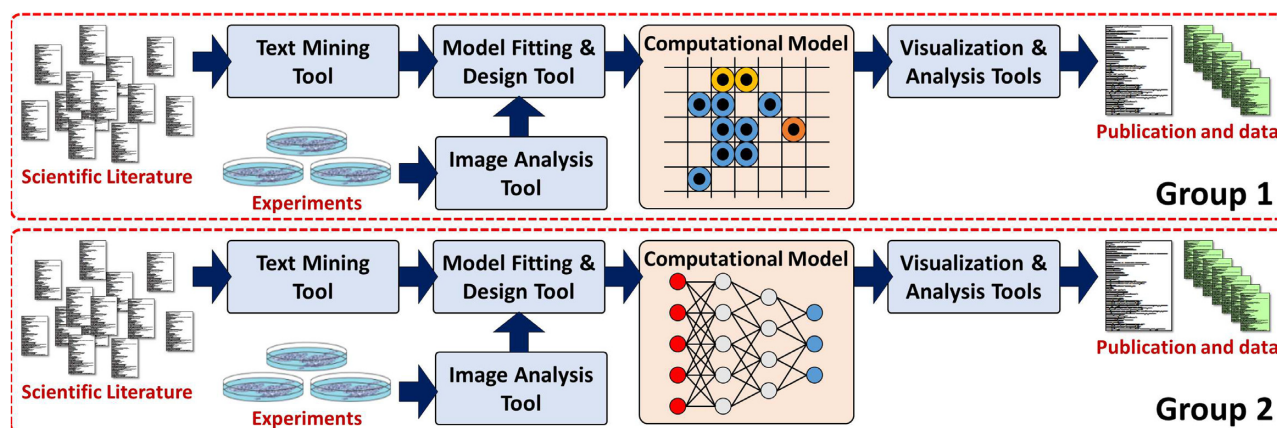 Text Mining
Tool
Model Fitting &
Design Tool
Computational Model
Visualization &
Analysis Tools
Scientific Literature
Experiments
Image Analysis
Tool
Publication and data
Group 1
Text Mining
Tool
Model Fitting &
Design Tool
Computational Model
Visualization &
Analysis Tools
Scientific Literature
Experiments
Image Analysis
Tool
Publication and data
Group 2